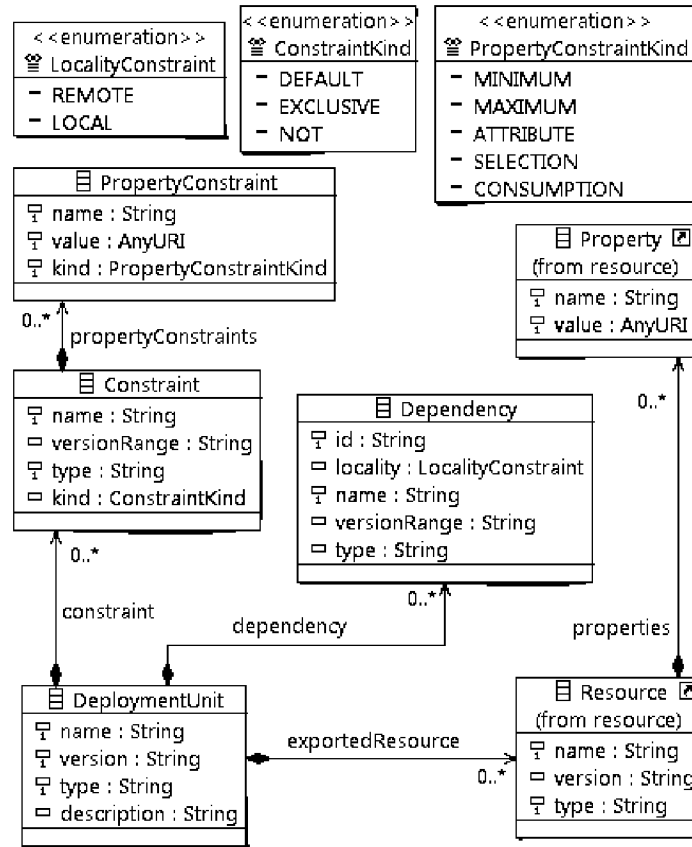 <<enumeration>>
LocalityConstraint
- REMOTE
- LOCAL
<<enumeration>>
ConstraintKind
- DEFAULT
- EXCLUSIVE
- NOT
<<enumeration>>
PropertyConstraintKind
- MINIMUM
- MAXIMUM
- ATTRIBUTE
- SELECTION
- CONSUMPTION
PropertyConstraint
name : String
value : AnyURI
kind : PropertyConstraintKind
Property
(from resource)
name : String
value : AnyURI
0..*
propertyConstraints
0..*
Constraint
name : String
versionRange : String
type : String
kind : ConstraintKind
Dependency
id : String
locality : LocalityConstraint
name : String
versionRange : String
type : String
0..*
0..*
constraint
dependency
properties
DeploymentUnit
name : String
version : String
type : String
description : String
exportedResource
0..*
Resource
(from resource)
name : String
version : String
type : String